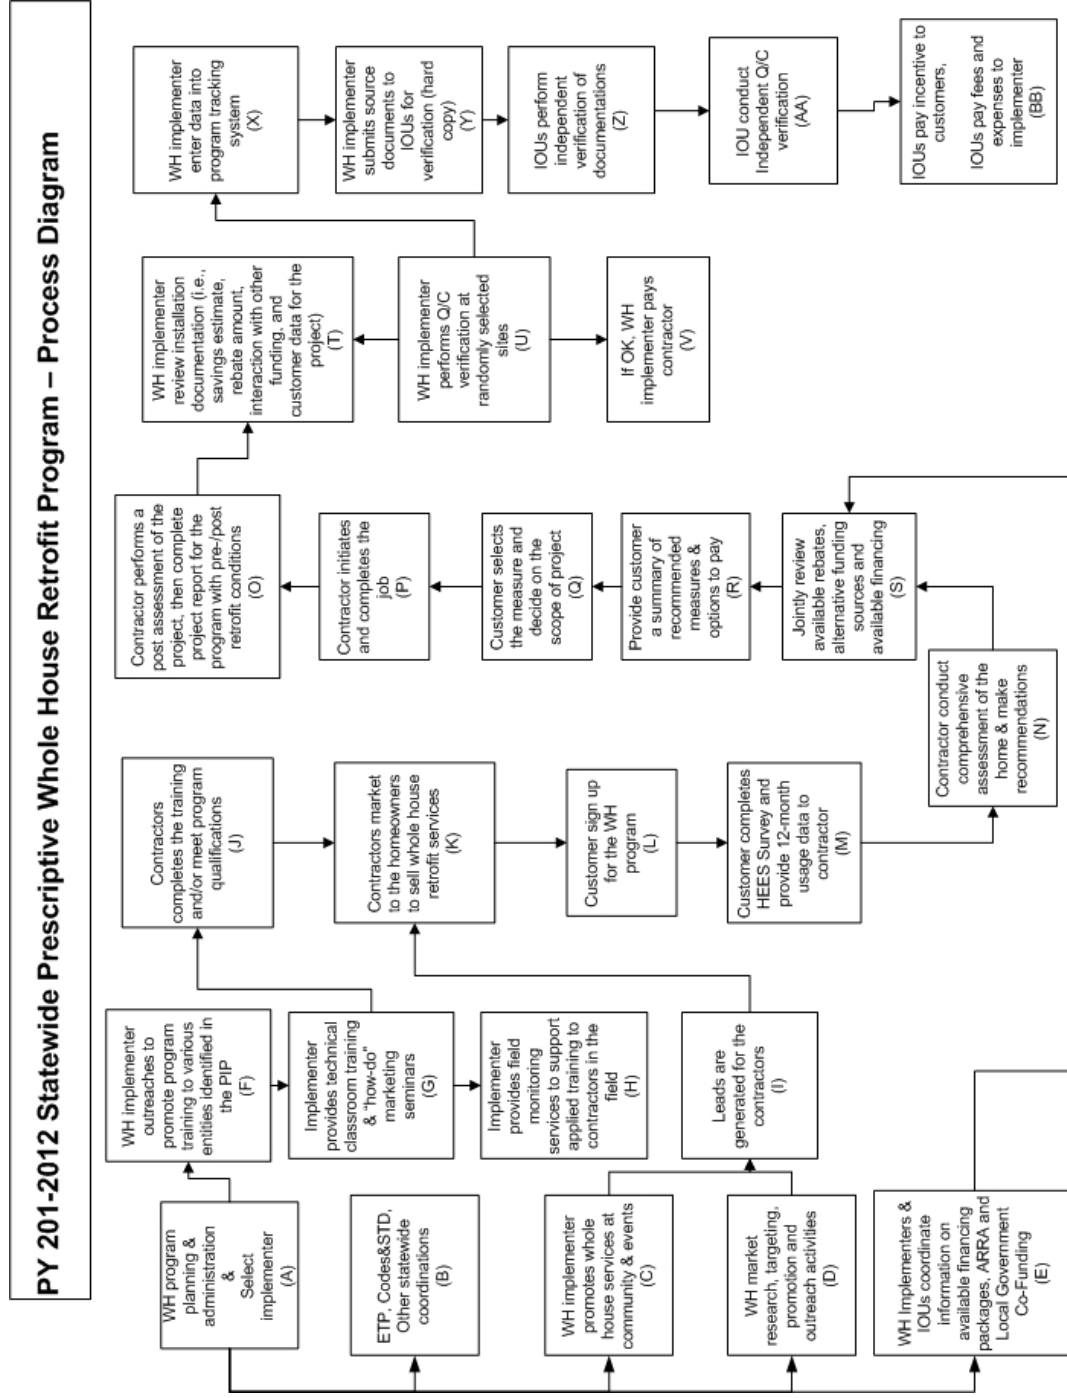 PY 201-2012 Statewide Prescriptive Whole House Retrofit Program – Process Diagram
WH program
planning &
administration
&
Select
implementer
(A)
ETP, Codes&STD,
Other statewide
coordinations
(B)
WH implementer
promotes whole
house services at
community & events
(C)
WH market
research, targeting,
promotion and
outreach activities
(D)
WH Implementers &
IOUs coordinate
information on
available financing
packages, ARRA and
Local Government
Co-Funding
(E)
WH implementer
outreaches to
promote program
training to various
entities identified in
the PIP
(F)
Implementer
provides technical
classroom training
& "how-do"
marketing
seminars
(G)
Implementer
provides field
monitoring
services to support
applied training to
contractors in the
field
(H)
Leads are
generated for the
contractors
(I)
Contractors
completes the training
and/or meet program
qualifications
(J)
Contractors market
to the homeowners
to sell whole house
retrofit services
(K)
Customer sign up
for the WH
program
(L)
Customer completes
HEES Survey and
provide 12-month
usage data to
contractor
(M)
Contractor conduct
comprehensive
assessment of the
home & make
recommendations
(N)
Contractor performs a
post assessment of the
project, then complete
project report for the
program with pre-/post
retrofit conditions
(O)
Contractor initiates
and completes the
job
(P)
Customer selects
the measure and
decide on the
scope of project
(Q)
Provide customer
a summary of
recommended
measures &
options to pay
(R)
Jointly review
available rebates,
alternative funding
sources and
available financing
(S)
WH implementer
review installation
documentation (i.e.,
savings estimate,
rebate amount,
interaction with other
funding, and
customer data for the
project)
(T)
WH implementer
performs Q/C
verification at
randomly selected
sites
(U)
If OK, WH
implementer pays
contractor
(V)
WH implementer
enter data into
program tracking
system
(X)
WH implementer
submits source
documents to
IOUs for
verification (hard
copy)
(Y)
IOUs perform
independent
verification of
documentations
(Z)
IOU conduct
Independent Q/C
verification
(AA)
IOUs pay incentive to
customers,
IOUs pay fees and
expenses to
implementer
(BB)